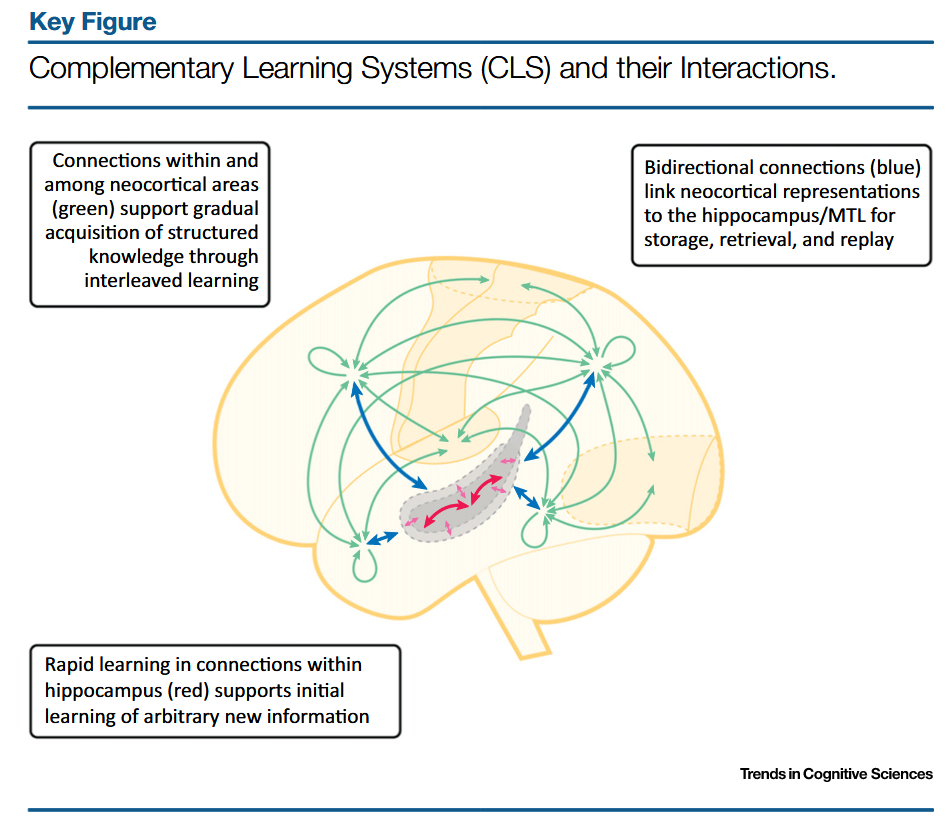 Key Figure
Complementary Learning Systems (CLS) and their Interactions.
Connections within and
among neocortical areas
(green) support gradual
acquisition of structured
knowledge through
interleaved learning
Bidirectional connections (blue)
link neocortical representations
to the hippocampus/MTL for
storage, retrieval, and replay
Rapid learning in connections within
hippocampus (red) supports initial
learning of arbitrary new information
Trends in Cognitive Sciences